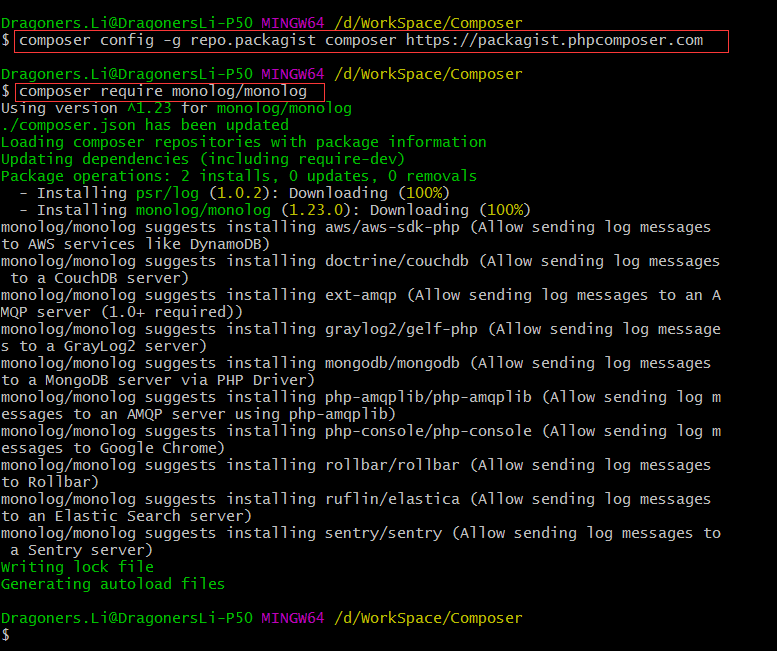 Dragoners.Li@DragonersLi-P50 MINGW64 /d/WorkSpace/Composer
$ composer config -g repo.packagist composer https://packagist.phpcomposer.com
Dragoners.Li@DragonersLi-P50 MINGW64 /d/WorkSpace/Composer
$ composer require monolog/monolog
Using version ^1.23 for monolog/monolog
./composer.json has been updated
Loading composer repositories with package information
Updating dependencies (including require-dev)
Package operations: 2 installs, 0 updates, 0 removals
  - Installing psr/log (1.0.2): Downloading (100%)
  - Installing monolog/monolog (1.23.0): Downloading (100%)
monolog/monolog suggests installing aws/aws-sdk-php (Allow sending log messages
to AWS services like DynamoDB)
monolog/monolog suggests installing doctrine/couchdb (Allow sending log messages
 to a CouchDB server)
monolog/monolog suggests installing ext-amqp (Allow sending log messages to an A
MQP server (1.0+ required))
monolog/monolog suggests installing graylog2/gelf-php (Allow sending log message
s to a GrayLog2 server)
monolog/monolog suggests installing mongodb/mongodb (Allow sending log messages
to a MongoDB server via PHP Driver)
monolog/monolog suggests installing php-amqplib/php-amqplib (Allow sending log m
essages to an AMQP server using php-amqplib)
monolog/monolog suggests installing php-console/php-console (Allow sending log m
essages to Google Chrome)
monolog/monolog suggests installing rollbar/rollbar (Allow sending log messages
to Rollbar)
monolog/monolog suggests installing ruflin/elastica (Allow sending log messages
to an Elastic Search server)
monolog/monolog suggests installing sentry/sentry (Allow sending log messages to
 a Sentry server)
Writing lock file
Generating autoload files
Dragoners.Li@DragonersLi-P50 MINGW64 /d/WorkSpace/Composer
$